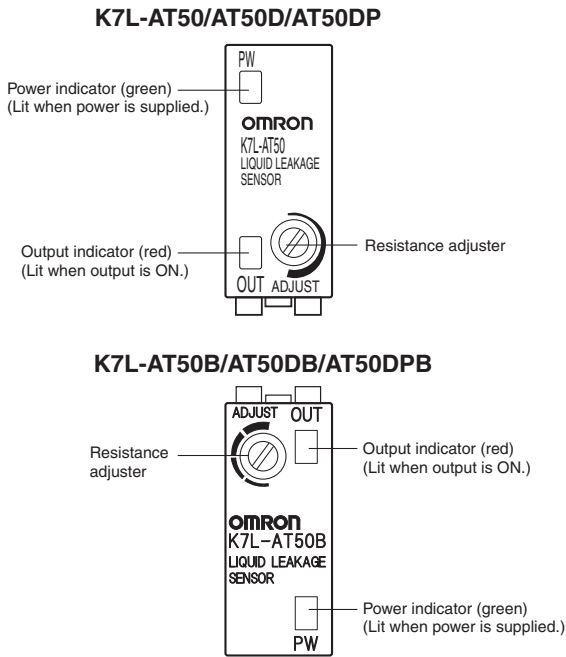 K7L-AT50/AT50D/AT50DP
PW
Power indicator (green)
(Lit when power is supplied.)
OMRON
K7L-AT50
LIQUID LEAKAGE
SENSOR
Output indicator (red)
(Lit when output is ON.)
Resistance adjuster
OUT ADJUST
K7L-AT50B/AT50DB/AT50DPB
ADJUST OUT
Resistance
adjuster
Output indicator (red)
(Lit when output is ON.)
OMRON
K7L-AT50B
LIQUID LEAKAGE
SENSOR
Power indicator (green)
(Lit when power is supplied.)
PW